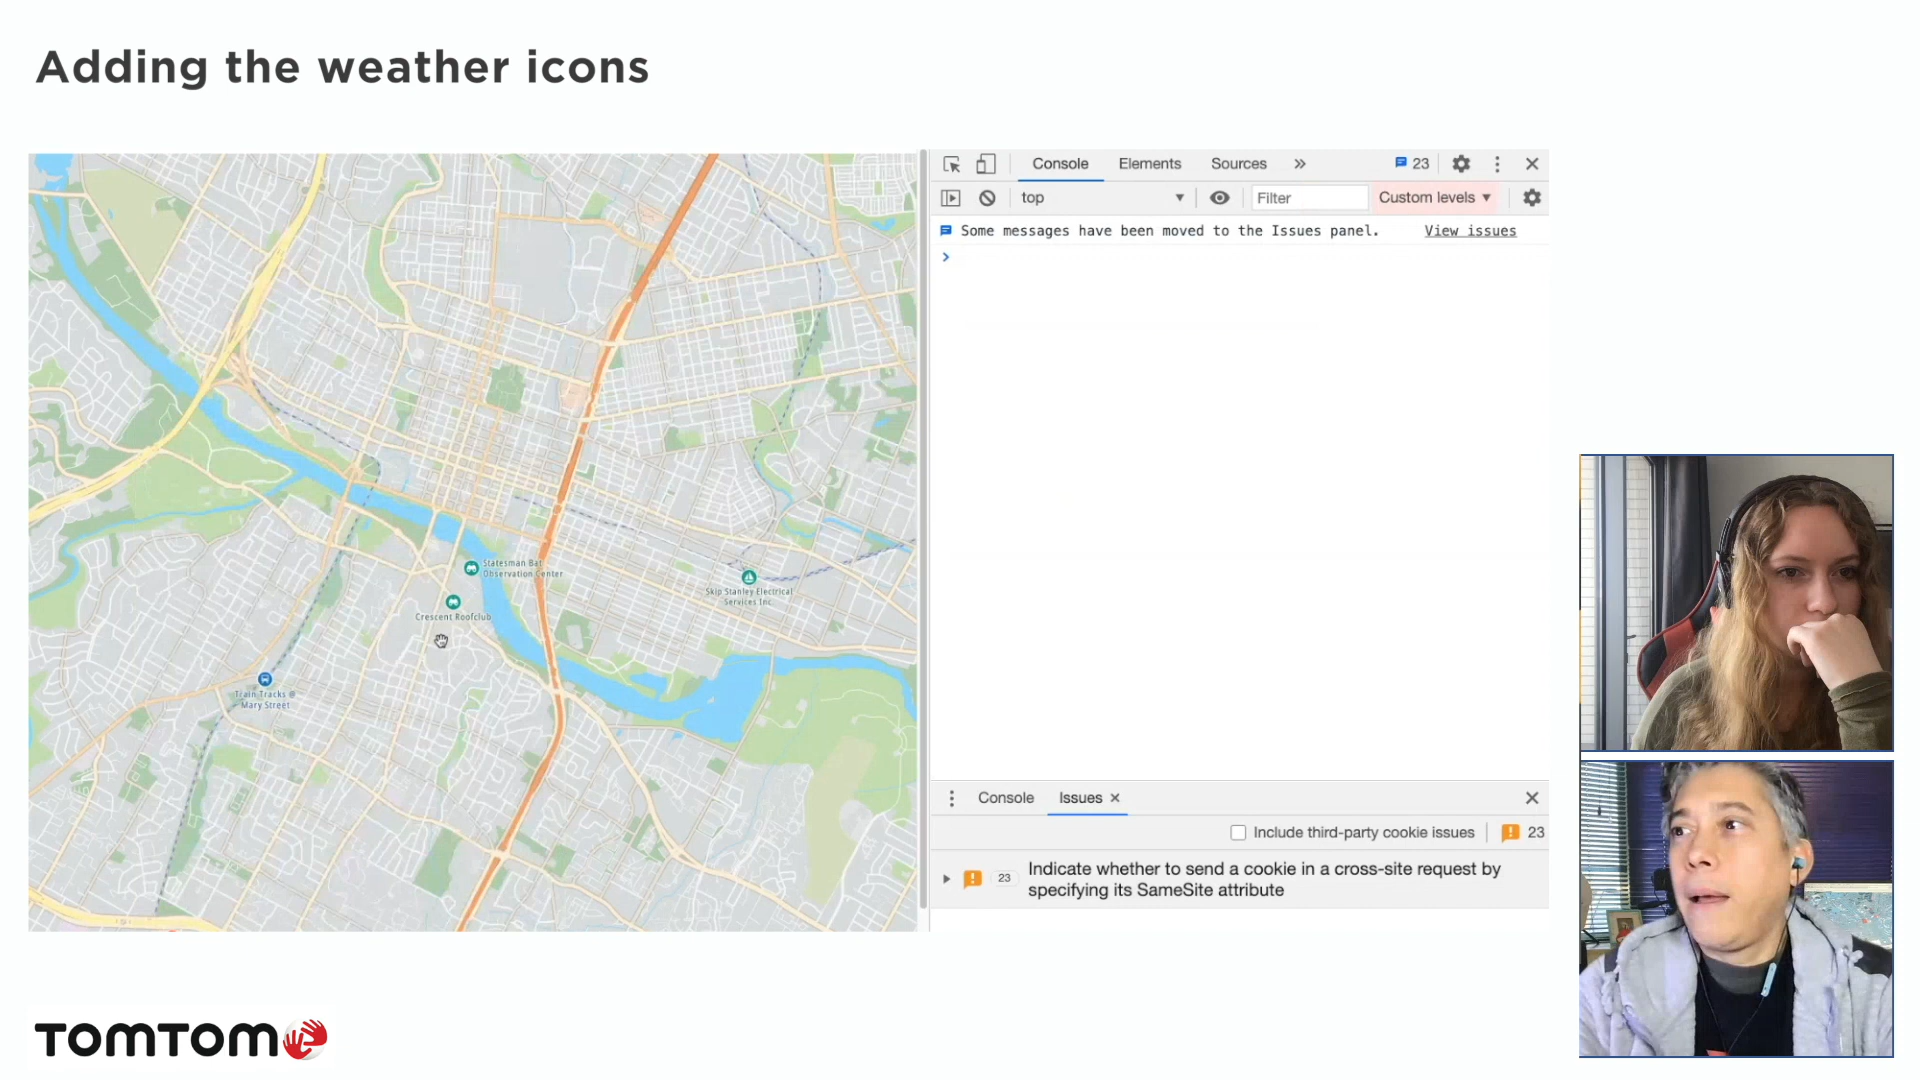 Adding the weather icons
Console Elements Sources 23
top Filter Custom levels
Some messages have been moved to the Issues panel. View issues
Statesman Bat
Observation Center
Skip Stanley Electrical
Services Inc
Crescent Roofclub
Train Tracks @
Mary Street
Console Issues
Include third-party cookie issues 23
23 Indicate whether to send a cookie in a cross-site request by
specifying its SameSite attribute
TOMTOM